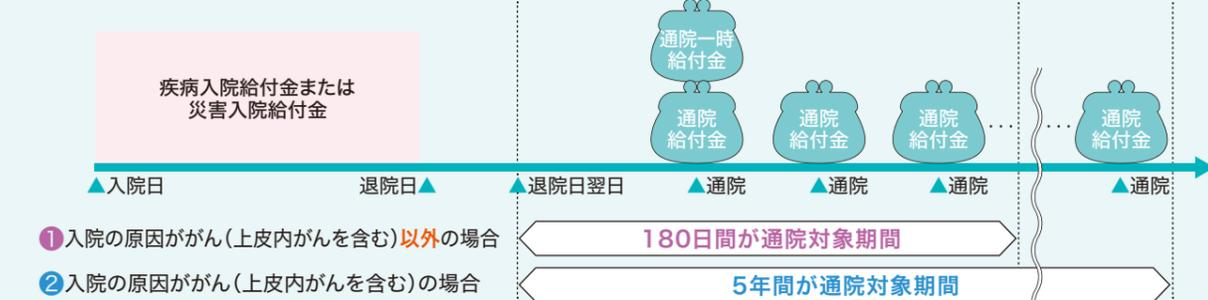 疾病入院給付金または
災害入院給付金
通院一時
給付金
通院
給付金
通院
給付金
通院
給付金
…
…
通院
給付金
▲入院日
退院日▲
▲退院日翌日
▲通院
▲通院
▲通院
▲通院
1入院の原因ががん(上皮内がんを含む)以外の場合
180日間が通院対象期間
2入院の原因ががん(上皮内がんを含む)の場合
5年間が通院対象期間